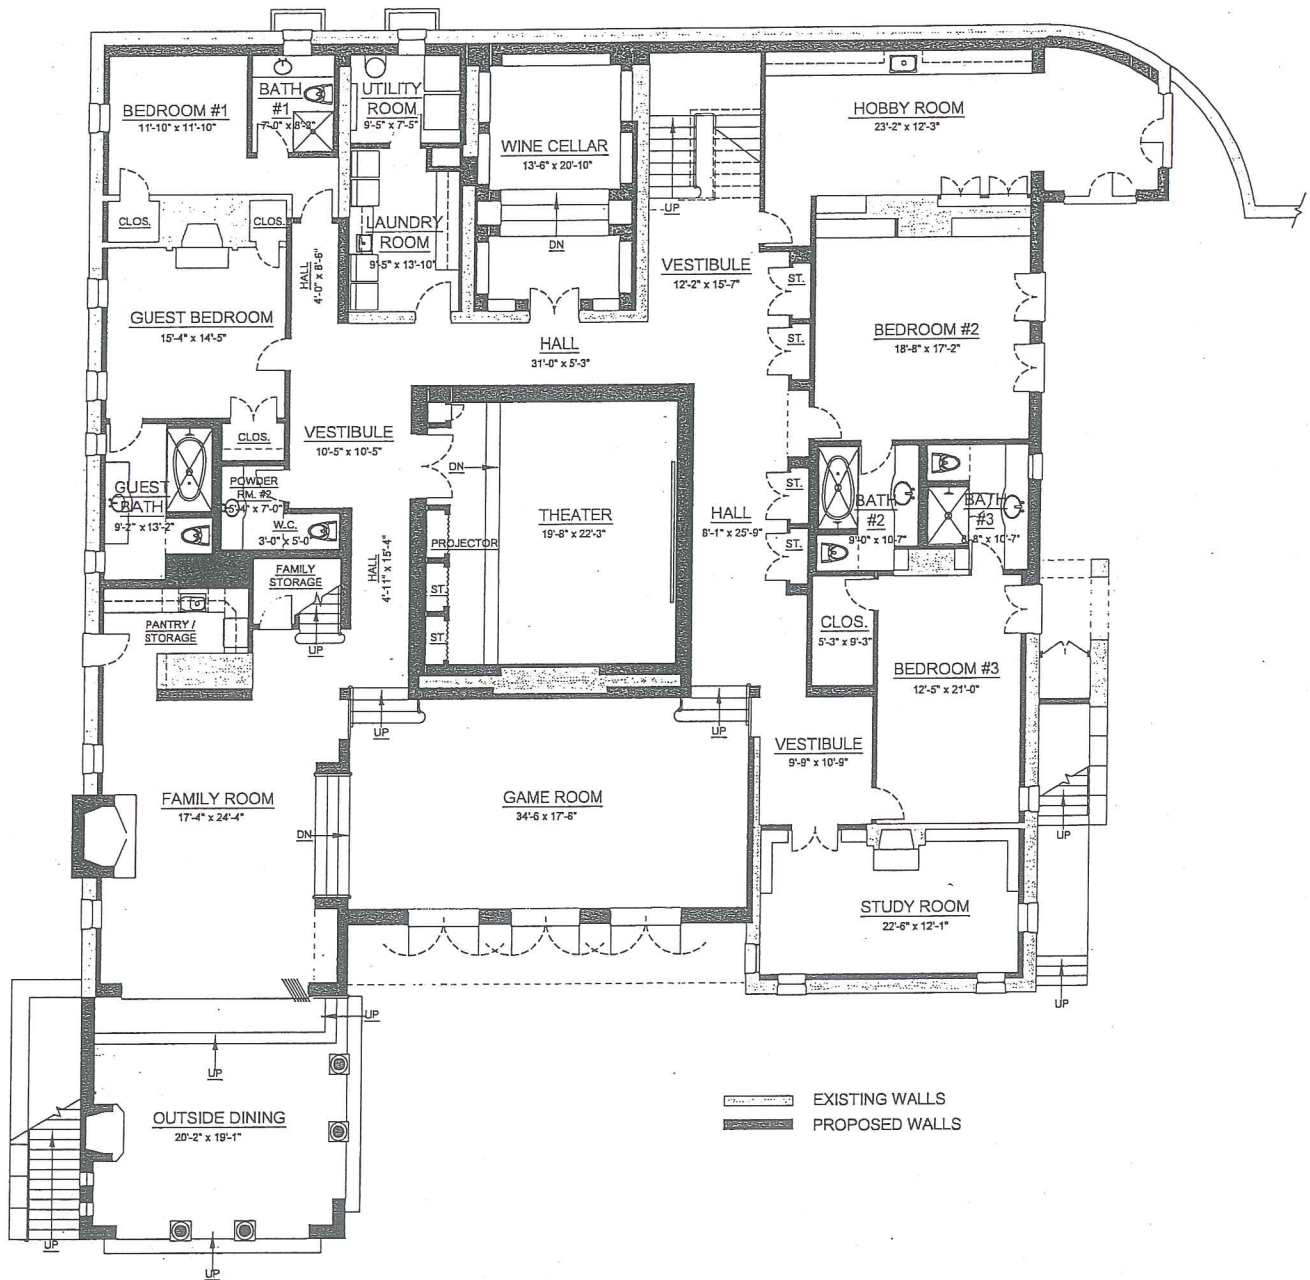 BEDROOM #1
11'-10" x 11'-10"
BATH
#1
7'-0" x 8'-3"
UTILITY
ROOM
9'-5" x 7'-5"
WINE CELLAR
13'-6" x 20'-10"
HOBBY ROOM
23'-2" x 12'-3"
UP
CLOS.
CLOS.
LAUNDRY
ROOM
9'-5" x 13'-10"
DN
HALL
4'-0" x 8'-6"
VESTIBULE
12'-2" x 15'-7"
ST.
GUEST BEDROOM
15'-4" x 14'-5"
HALL
31'-0" x 5'-3"
ST.
BEDROOM #2
18'-8" x 17'-2"
CLOS.
VESTIBULE
10'-5" x 10'-5"
DN
POWDER
RM. #2
5'-4" x 7'-0"
GUEST
BATH
9'-2" x 13'-2"
W.C.
3'-0" x 5'-0"
THEATER
19'-8" x 22'-3"
PROJECTOR
HALL
8'-1" x 25'-9"
ST.
ST.
BATH
#2
9'-0" x 10'-7"
BATH
#3
8'-8" x 10'-7"
FAMILY
STORAGE
HALL
4'-11" x 15'-4"
ST.
ST.
PANTRY /
STORAGE
UP
CLOS.
5'-3" x 9'-3"
BEDROOM #3
12'-5" x 21'-0"
UP
UP
VESTIBULE
9'-9" x 10'-9"
FAMILY ROOM
17'-4" x 24'-4"
GAME ROOM
34'-6 x 17'-6"
DN
UP
STUDY ROOM
22'-6" x 12'-1"
UP
UP
UP
OUTSIDE DINING
20'-2" x 19'-1"
EXISTING WALLS
PROPOSED WALLS
UP
UP